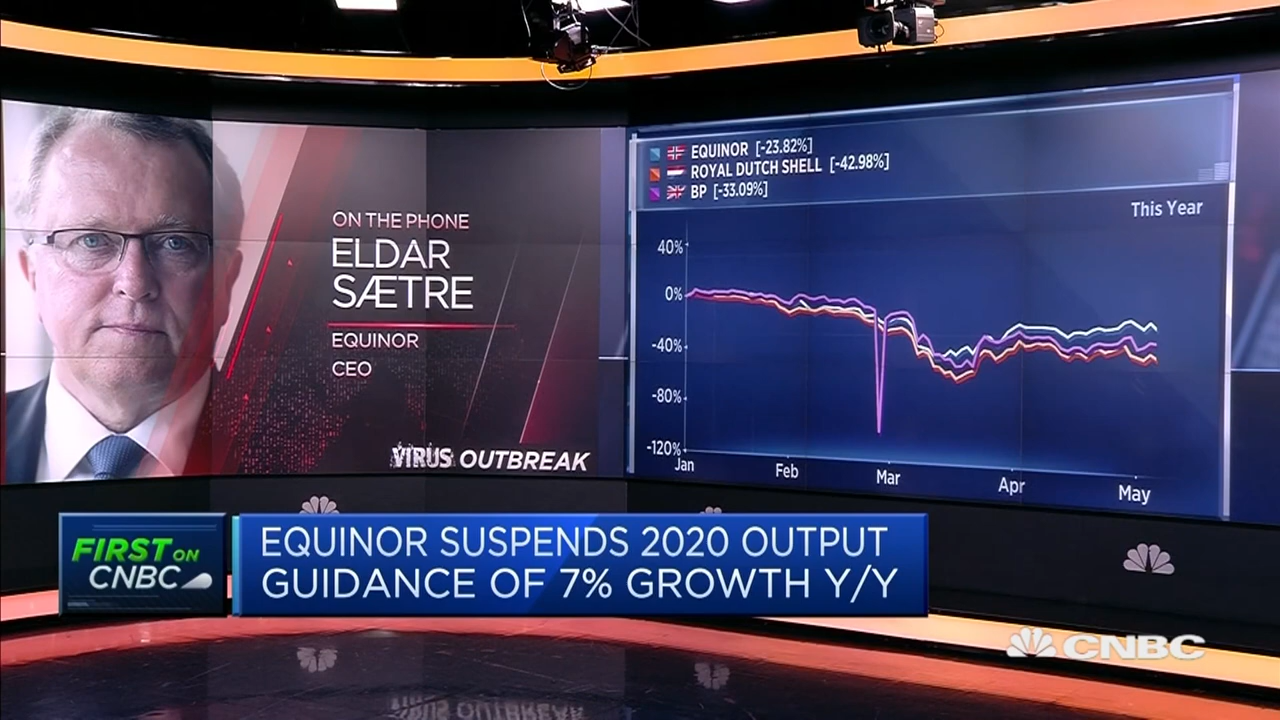 ON THE PHONE
ELDAR
SÆTRE
EQUINOR
CEO
VIRUS OUTBREAK
EQUINOR [-23.82%]
ROYAL DUTCH SHELL [-42.98%]
BP [-33.09%]
This Year
40%
0%
-40%
-80%
-120%
Jan
Feb
Mar
Apr
May
FIRST ON
CNBC
EQUINOR SUSPENDS 2020 OUTPUT
GUIDANCE OF 7% GROWTH Y/Y
CNBC
VIRUS OUTBREAK